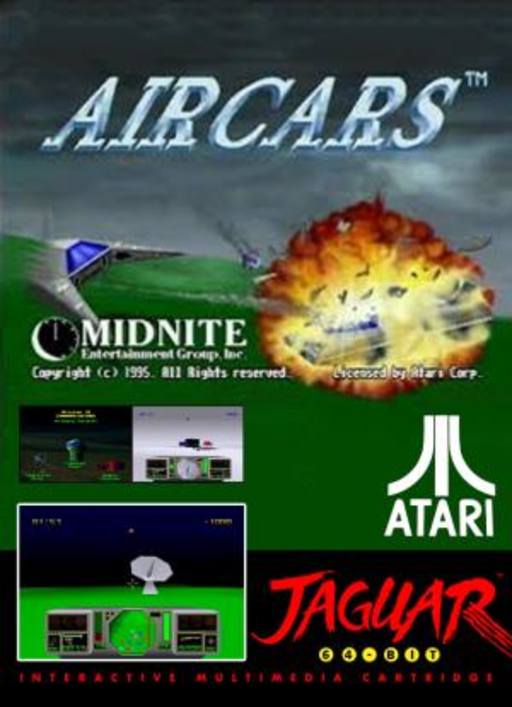 AIRCARS™
MIDNITE
Entertainment Group, Inc.
Copyright (c) 1995. All Rights reserved. Licensed by Atari Corp.
ATARI
JAGUAR
64-BIT
INTERACTIVE MULTIMEDIA CARTRIDGE